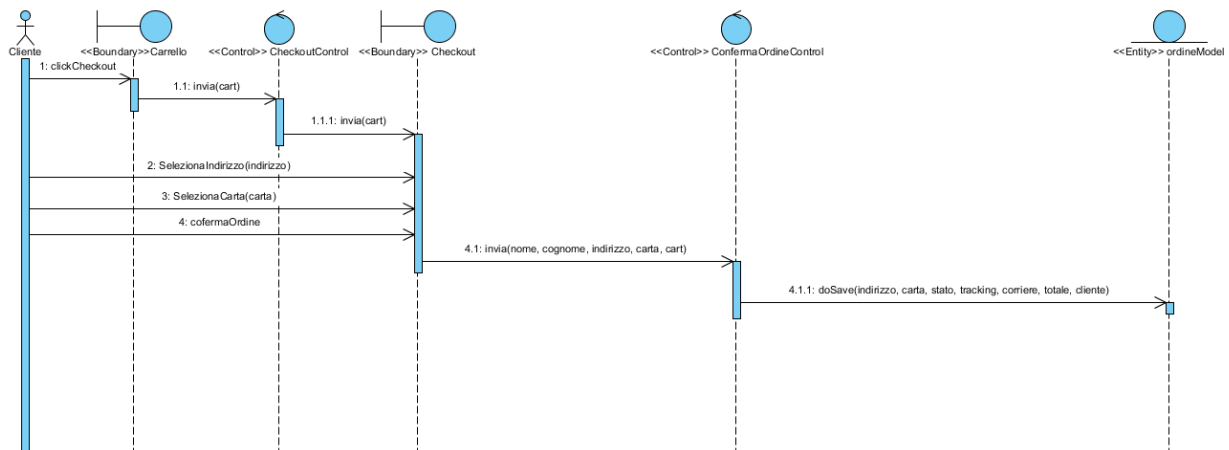 Cliente
<<Boundary>>Carrello
<<Control>> CheckoutControl
<<Boundary>> Checkout
<<Control>> ConfermaOrdineControl
<<Entity>> ordineModel
1: clickCheckout
1.1: invia(cart)
1.1.1: invia(cart)
2: SelezionaIndirizzo(indirizzo)
3: SelezionaCarta(carta)
4: cofermaOrdine
4.1: invia(nome, cognome, indirizzo, carta, cart)
4.1.1: doSave(indirizzo, carta, stato, tracking, corriere, totale, cliente)